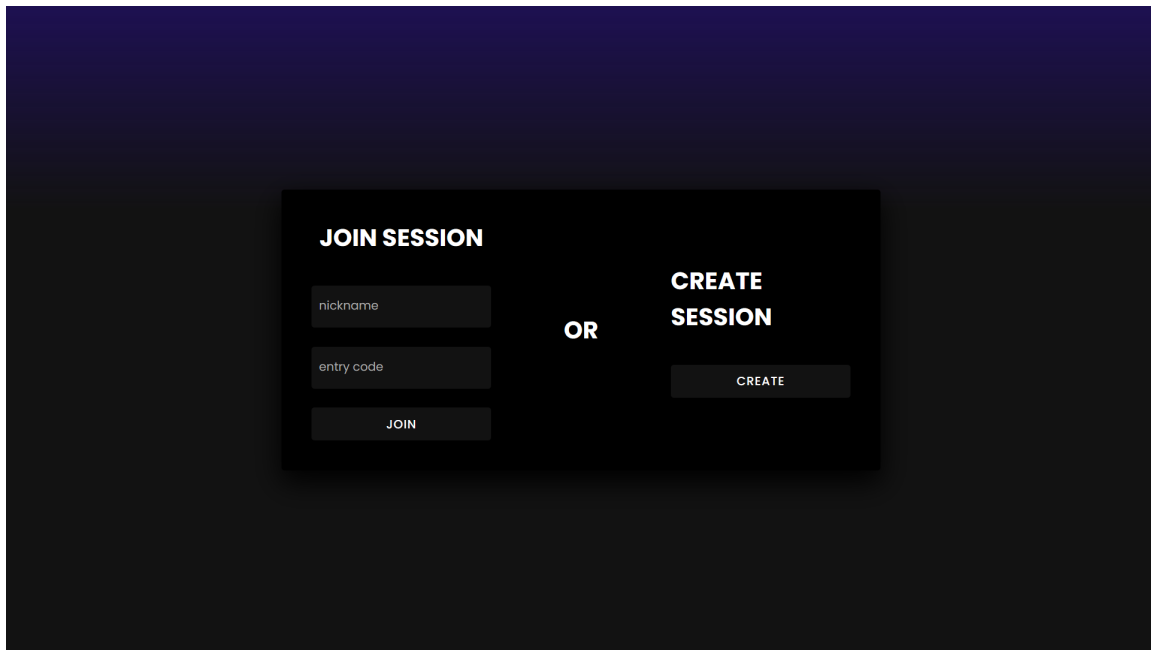 JOIN SESSION
nickname
entry code
JOIN
OR
CREATE
SESSION
CREATE